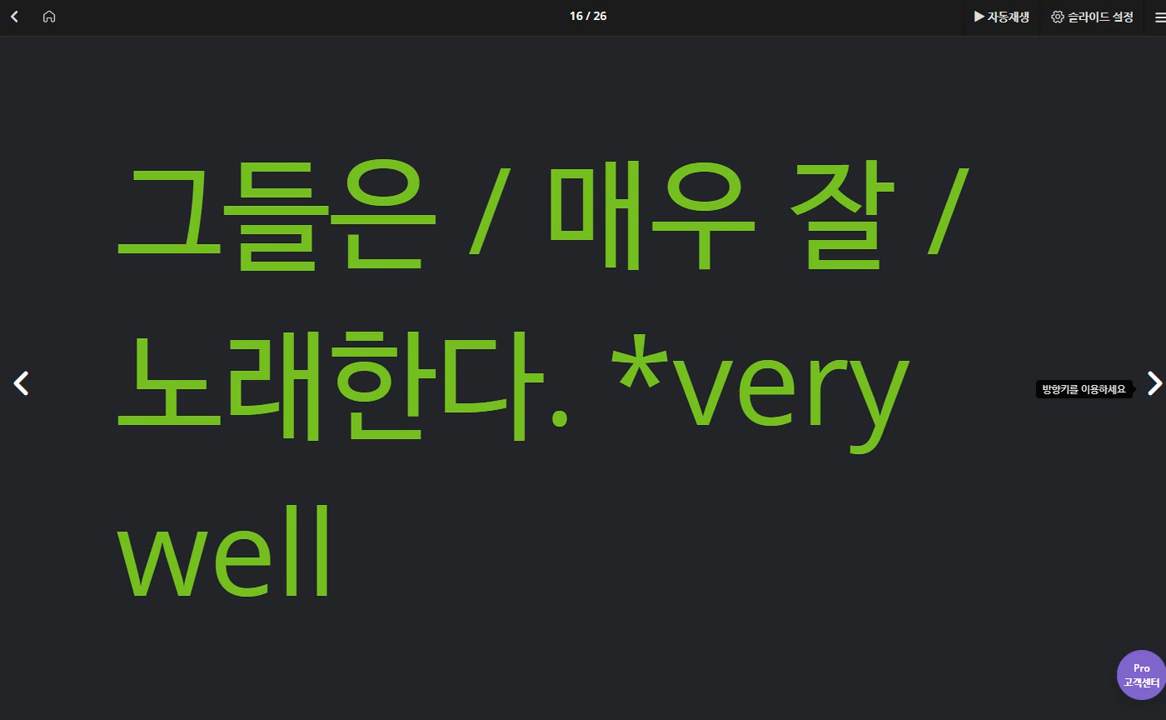 16 / 26
▶ 자동재생
슬라이드 설정
그들은 / 매우 잘 /
노래한다. *very
well
방향키를 이용하세요
Pro
고객센터